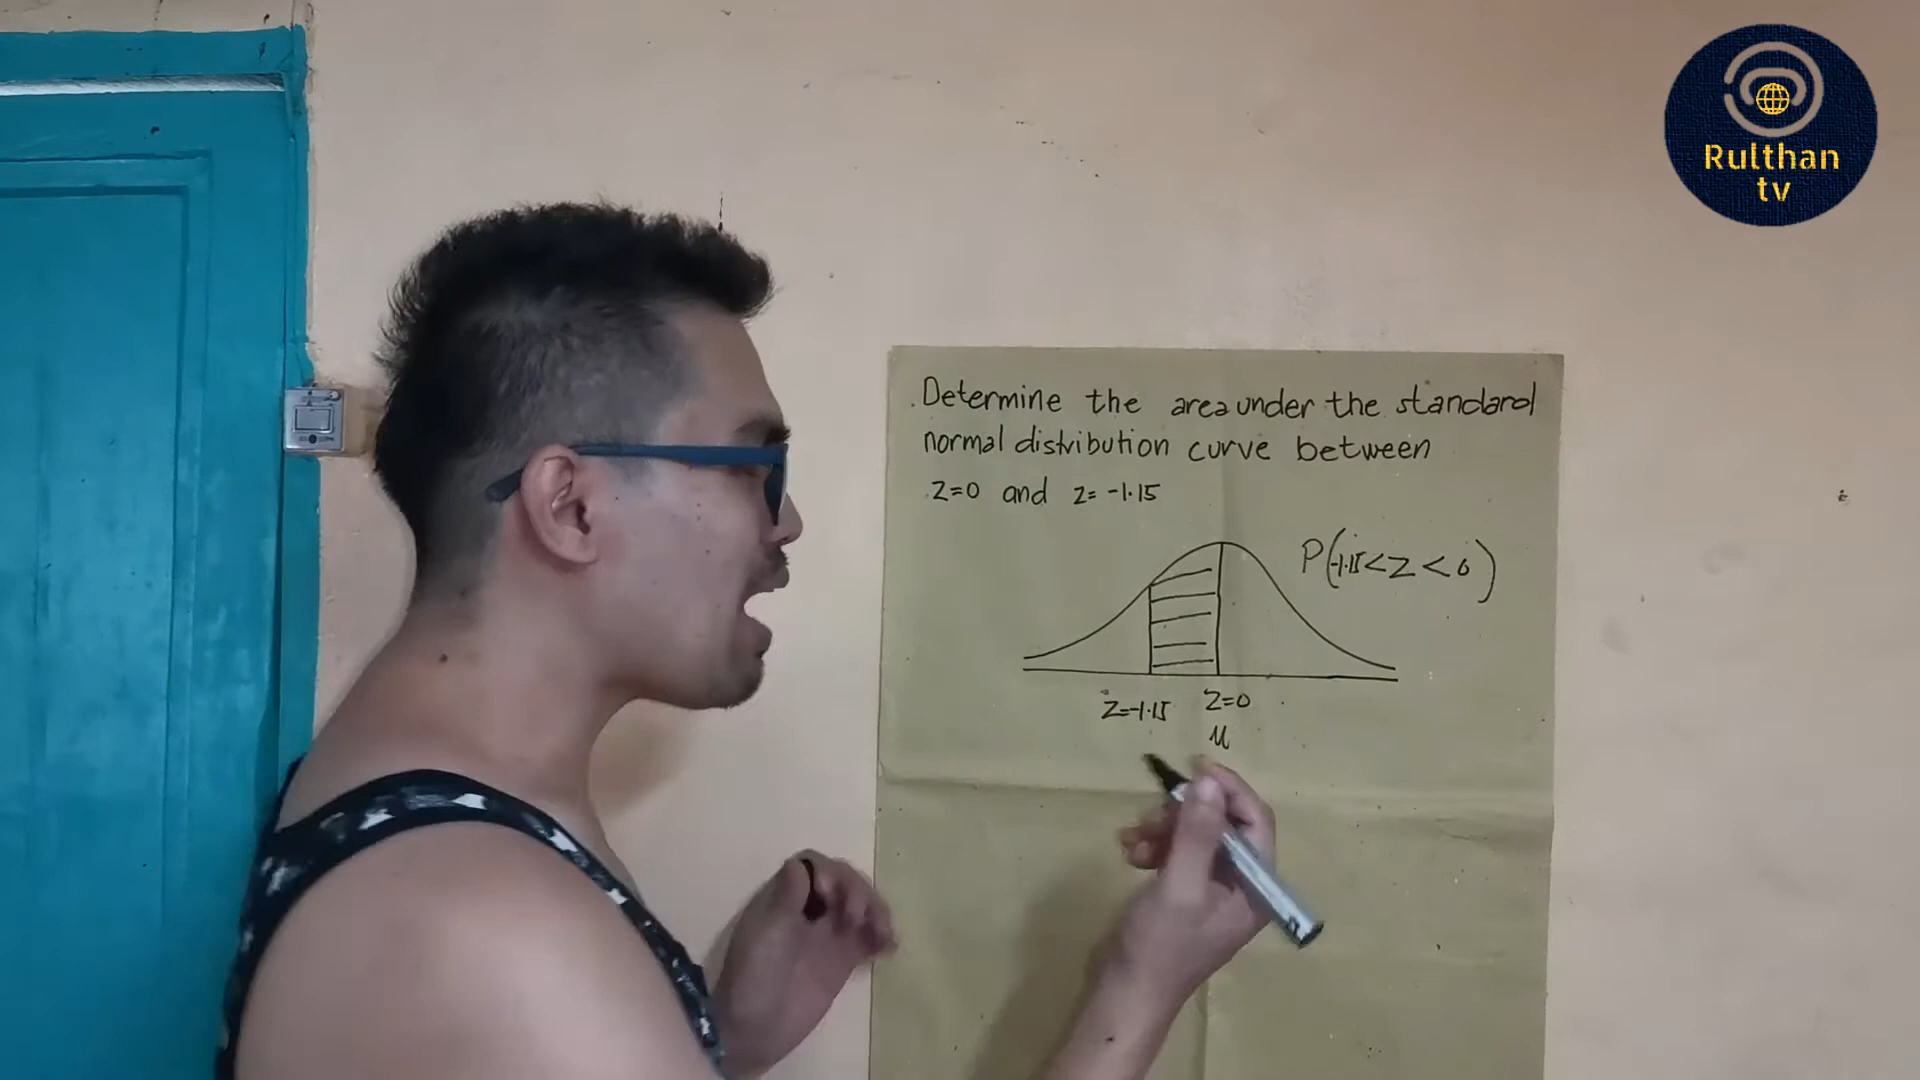 Rulthan
tv
Determine the area under the standard
normal distribution curve between
Z=0 and z= -1.15
P(-1.15<Z<0)
Z=-1.15 Z=0
μ